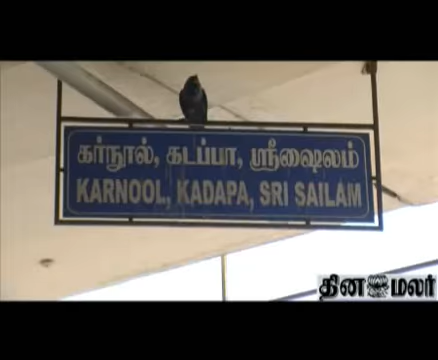 கர்நூல், கடப்பா, ஸ்ரீஷைலம்
KARNOOL, KADAPA, SRI SAILAM
தினமலர்